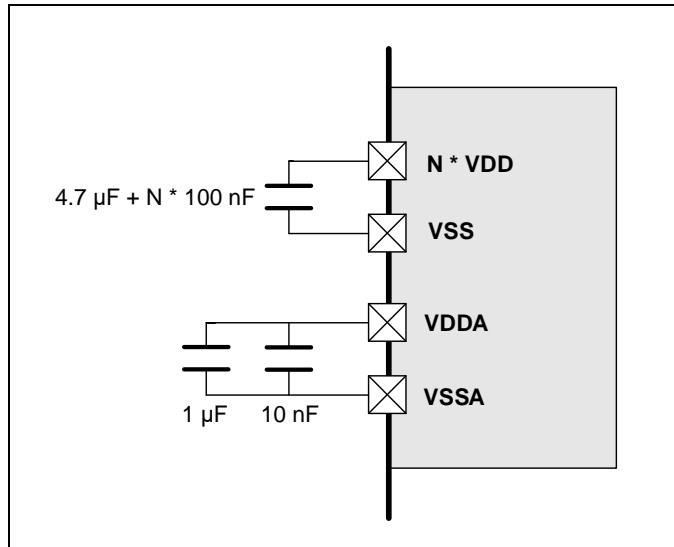 N * VDD
4.7 µF + N * 100 nF
VSS
VDDA
VSSA
1 µF
10 nF